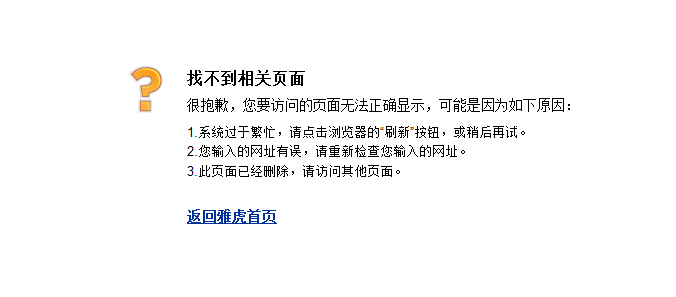 找不到相关页面
很抱歉，您要访问的页面无法正确显示，可能是因为如下原因：
1.系统过于繁忙，请点击浏览器的“刷新”按钮，或稍后再试。
2.您输入的网址有误，请重新检查您输入的网址。
3.此页面已经删除，请访问其他页面。
返回雅虎首页